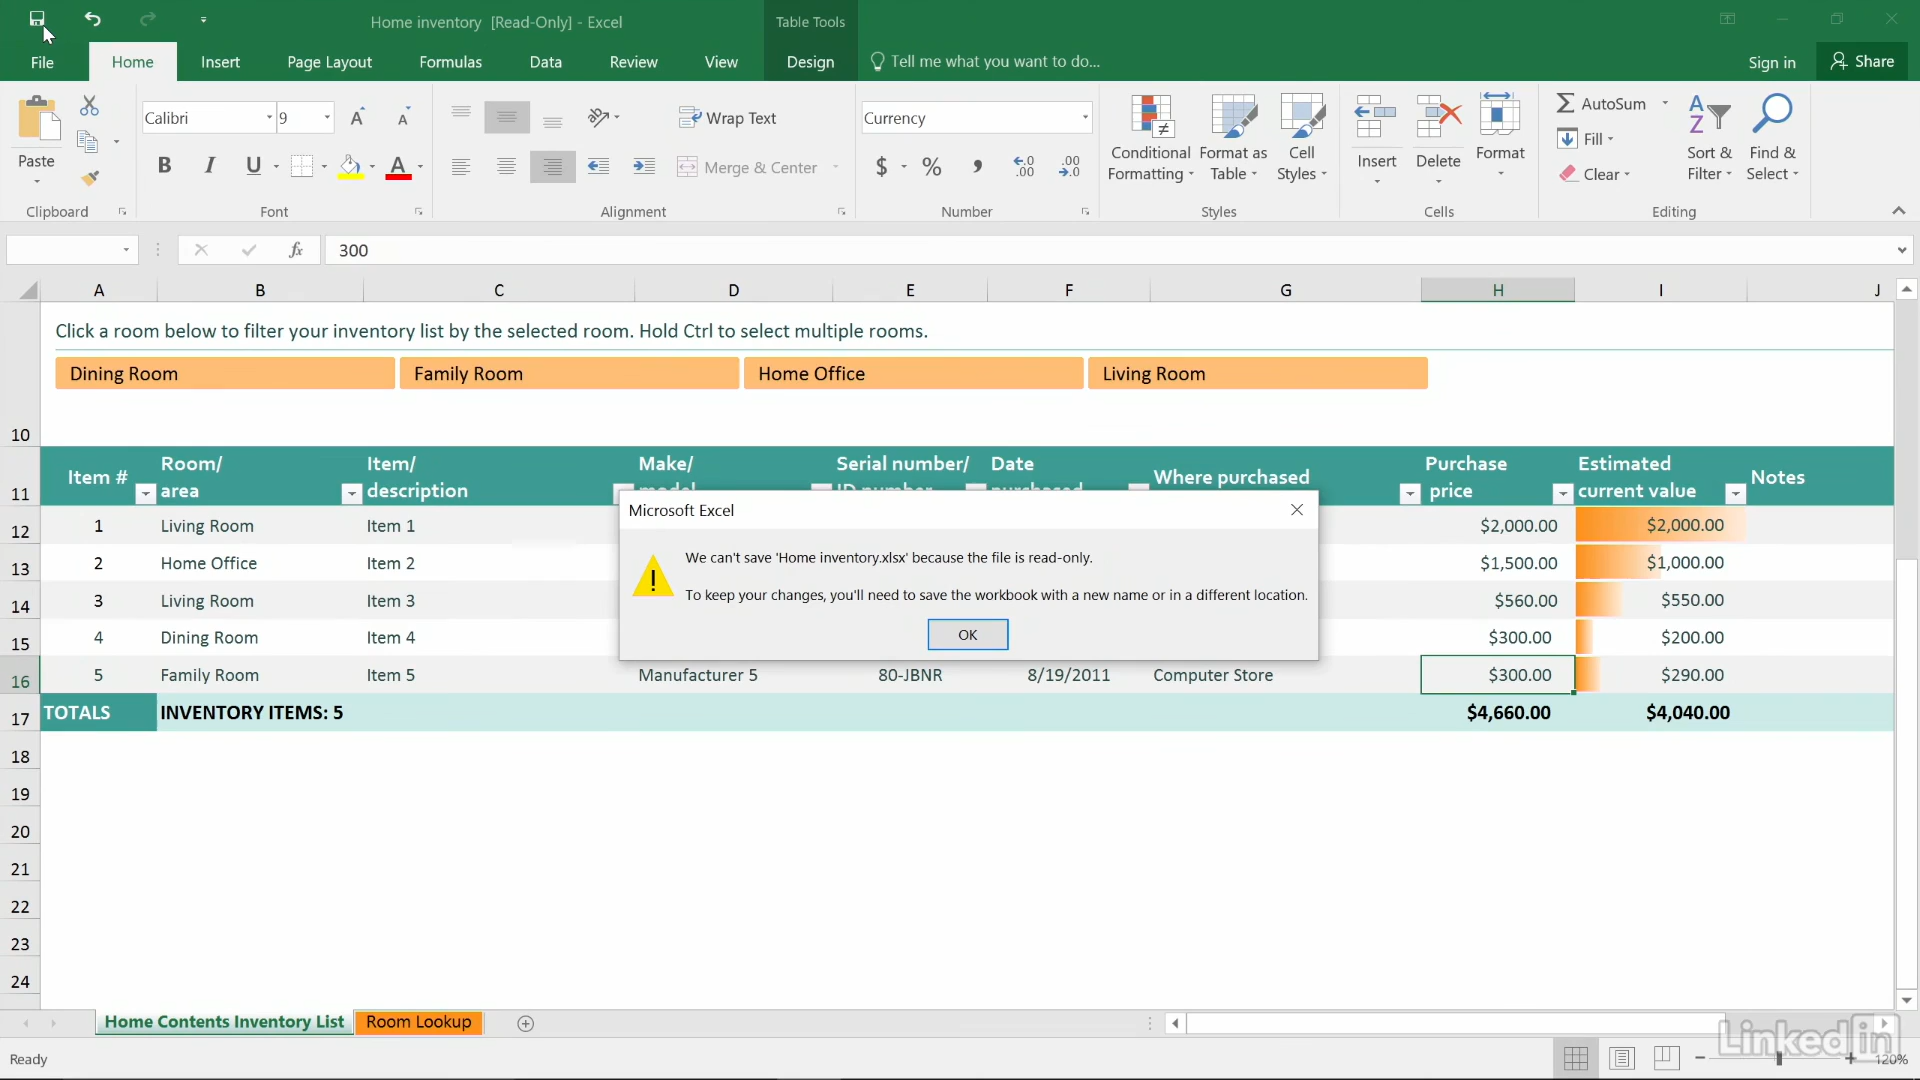 Home inventory [Read-Only] - Excel
Table Tools
File
Home
Insert
Page Layout
Formulas
Data
Review
View
Design
Tell me what you want to do...
Sign in
Share
Paste
Clipboard
Calibri
9
B I U A
Font
Wrap Text
Merge & Center
Alignment
Currency
$ % ,
Number
Conditional Formatting
Format as Table
Cell Styles
Styles
Insert
Delete
Format
Cells
AutoSum
Fill
Clear
Sort & Filter
Find & Select
Editing
fx
300
A B C D E F G H I J
Click a room below to filter your inventory list by the selected room. Hold Ctrl to select multiple rooms.
Dining Room
Family Room
Home Office
Living Room
10
11 Item # Room/ area Item/ description Make/ model Serial number/ ID number Date purchased Where purchased Purchase price Estimated current value Notes
12 1 Living Room Item 1 $2,000.00 $2,000.00
13 2 Home Office Item 2 $1,500.00 $1,000.00
14 3 Living Room Item 3 $560.00 $550.00
15 4 Dining Room Item 4 $300.00 $200.00
16 5 Family Room Item 5 Manufacturer 5 80-JBNR 8/19/2011 Computer Store $300.00 $290.00
17 TOTALS INVENTORY ITEMS: 5 $4,660.00 $4,040.00
18
19
20
21
22
23
24
Microsoft Excel
We can't save 'Home inventory.xlsx' because the file is read-only.
To keep your changes, you'll need to save the workbook with a new name or in a different location.
OK
Home Contents Inventory List
Room Lookup
Ready
120%
Linked in